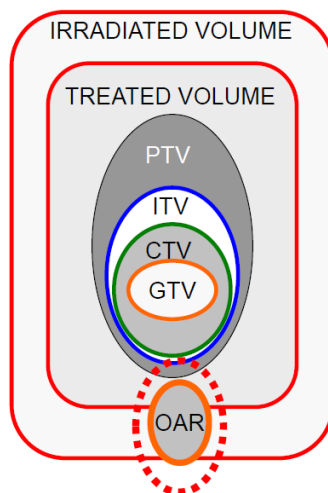 IRRADIATED VOLUME
TREATED VOLUME
PTV
ITV
CTV
GTV
OAR